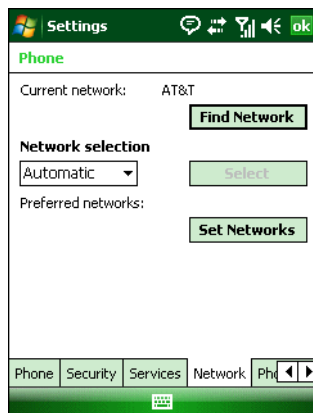 Settings
ok
Phone
Current network: AT&T
Find Network
Network selection
Automatic
Select
Preferred networks:
Set Networks
Phone Security Services Network